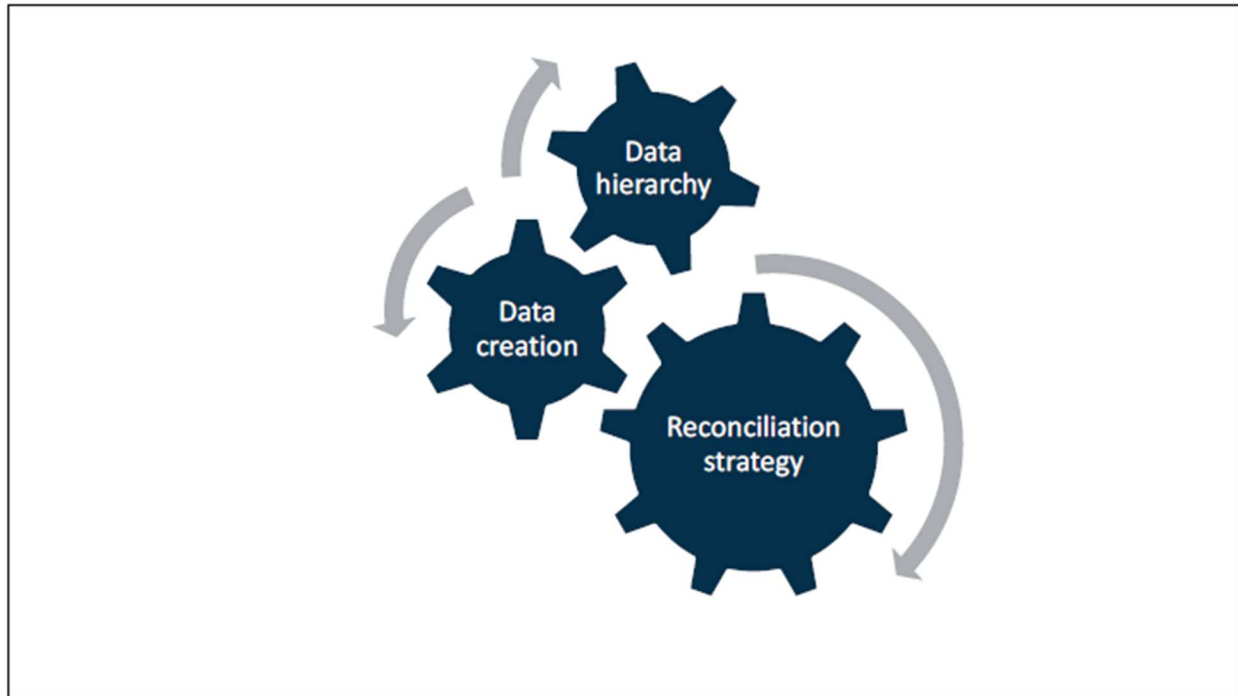 Data
hierarchy
Data
creation
Reconciliation
strategy